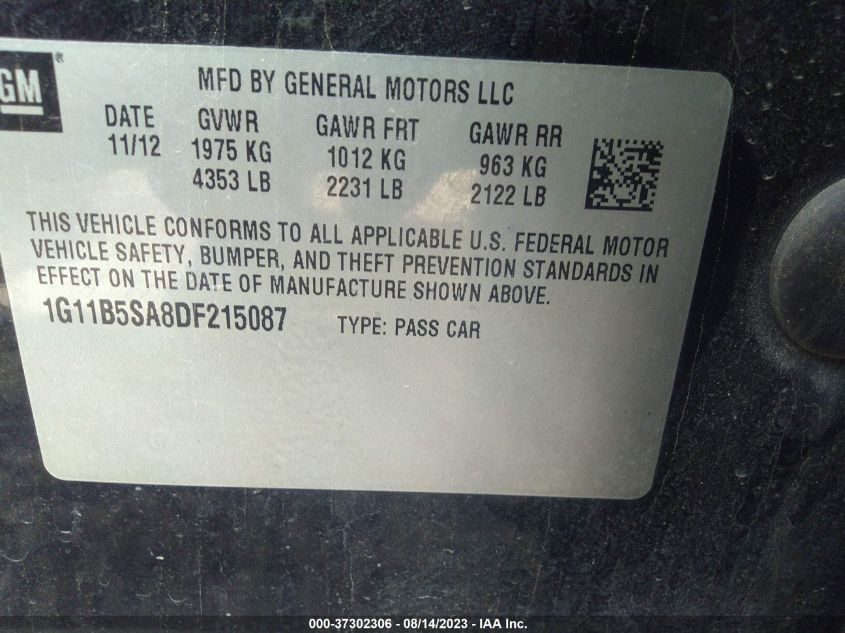 GM®
MFD BY GENERAL MOTORS LLC
DATE GVWR GAWR FRT GAWR RR
11/12 1975 KG 1012 KG 963 KG
4353 LB 2231 LB 2122 LB
THIS VEHICLE CONFORMS TO ALL APPLICABLE U.S. FEDERAL MOTOR
VEHICLE SAFETY, BUMPER, AND THEFT PREVENTION STANDARDS IN
EFFECT ON THE DATE OF MANUFACTURE SHOWN ABOVE.
1G11B5SA8DF215087 TYPE: PASS CAR
000-37302306 - 08/14/2023 - IAA Inc.